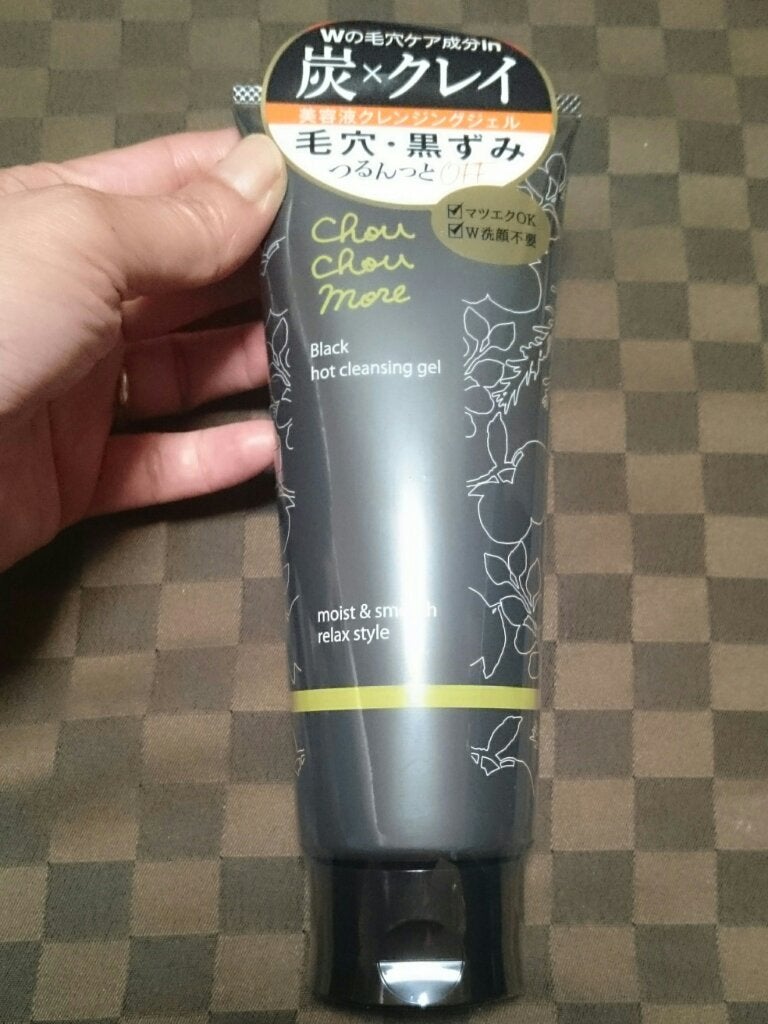 Wの毛穴ケア成分in
炭×クレイ
美容液クレンジングジェル
毛穴・黒ずみ
つるんっとOFF
マツエクOK
W洗顔不要
Chou
Chou
more
Black
hot cleansing gel
moist & smooth
relax style